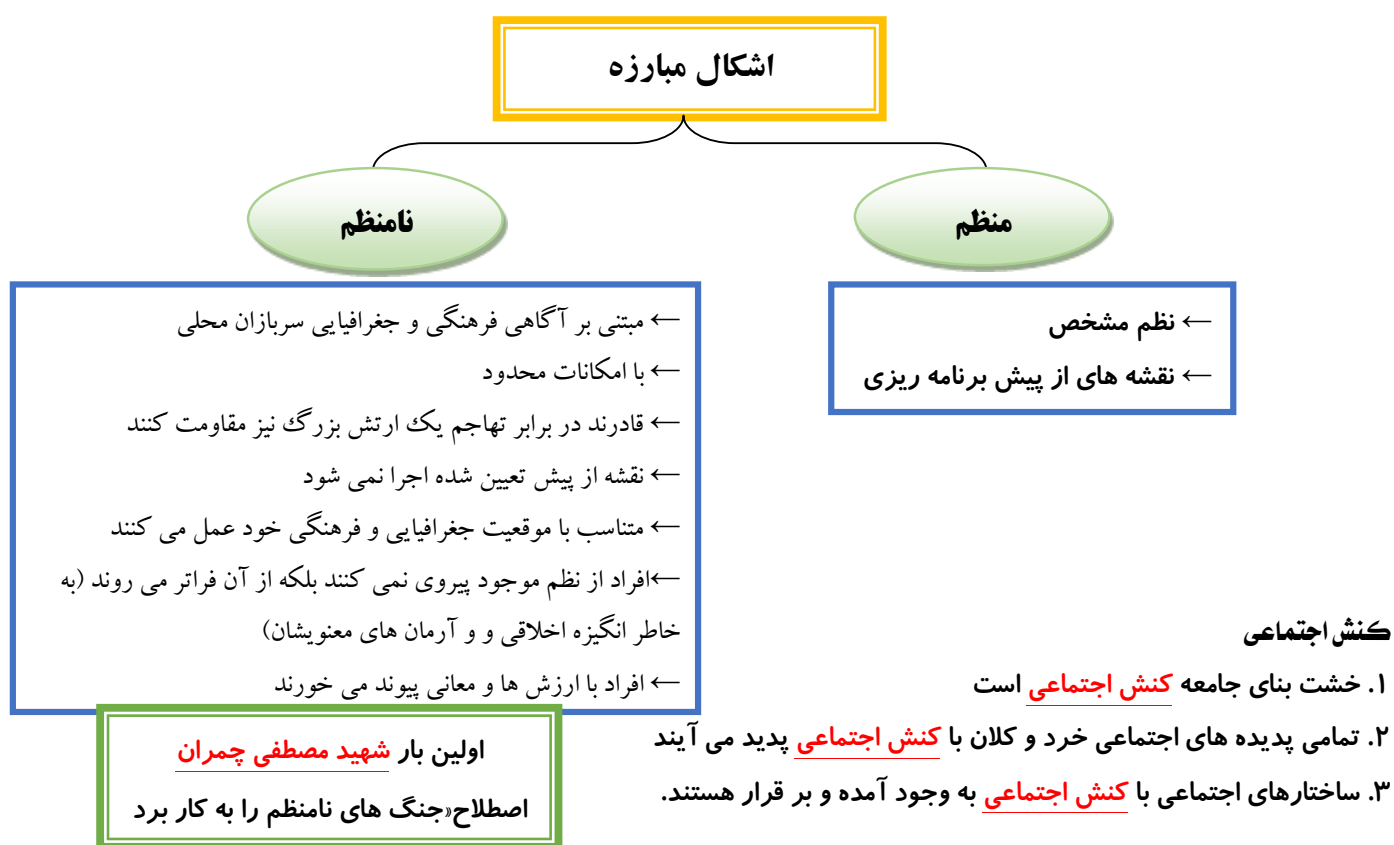 اشکال مبارزه
منظم
نامنظم
← نظم مشخص
← نقشه های از پیش برنامه ریزی
← مبتنی بر آگاهی فرهنگی و جغرافیایی سربازان محلی
← با امکانات محدود
← قادرند در برابر تهاجم یک ارتش بزرگ نیز مقاومت کنند
← نقشه از پیش تعیین شده اجرا نمی شود
← متناسب با موقعیت جغرافیایی و فرهنگی خود عمل می کنند
←افراد از نظم موجود پیروی نمی کنند بلکه از آن فراتر می روند (به
خاطر انگیزه اخلاقی و و آرمان های معنویشان)
← افراد با ارزش ها و معانی پیوند می خورند
اولین بار شهید مصطفی چمران
اصطلاح«جنگ های نامنظم را به کار برد
کنش اجتماعی
۱. خشت بنای جامعه کنش اجتماعی است
۲. تمامی پدیده های اجتماعی خرد و کلان با کنش اجتماعی پدید می آیند
۳. ساختارهای اجتماعی با کنش اجتماعی به وجود آمده و بر قرار هستند.